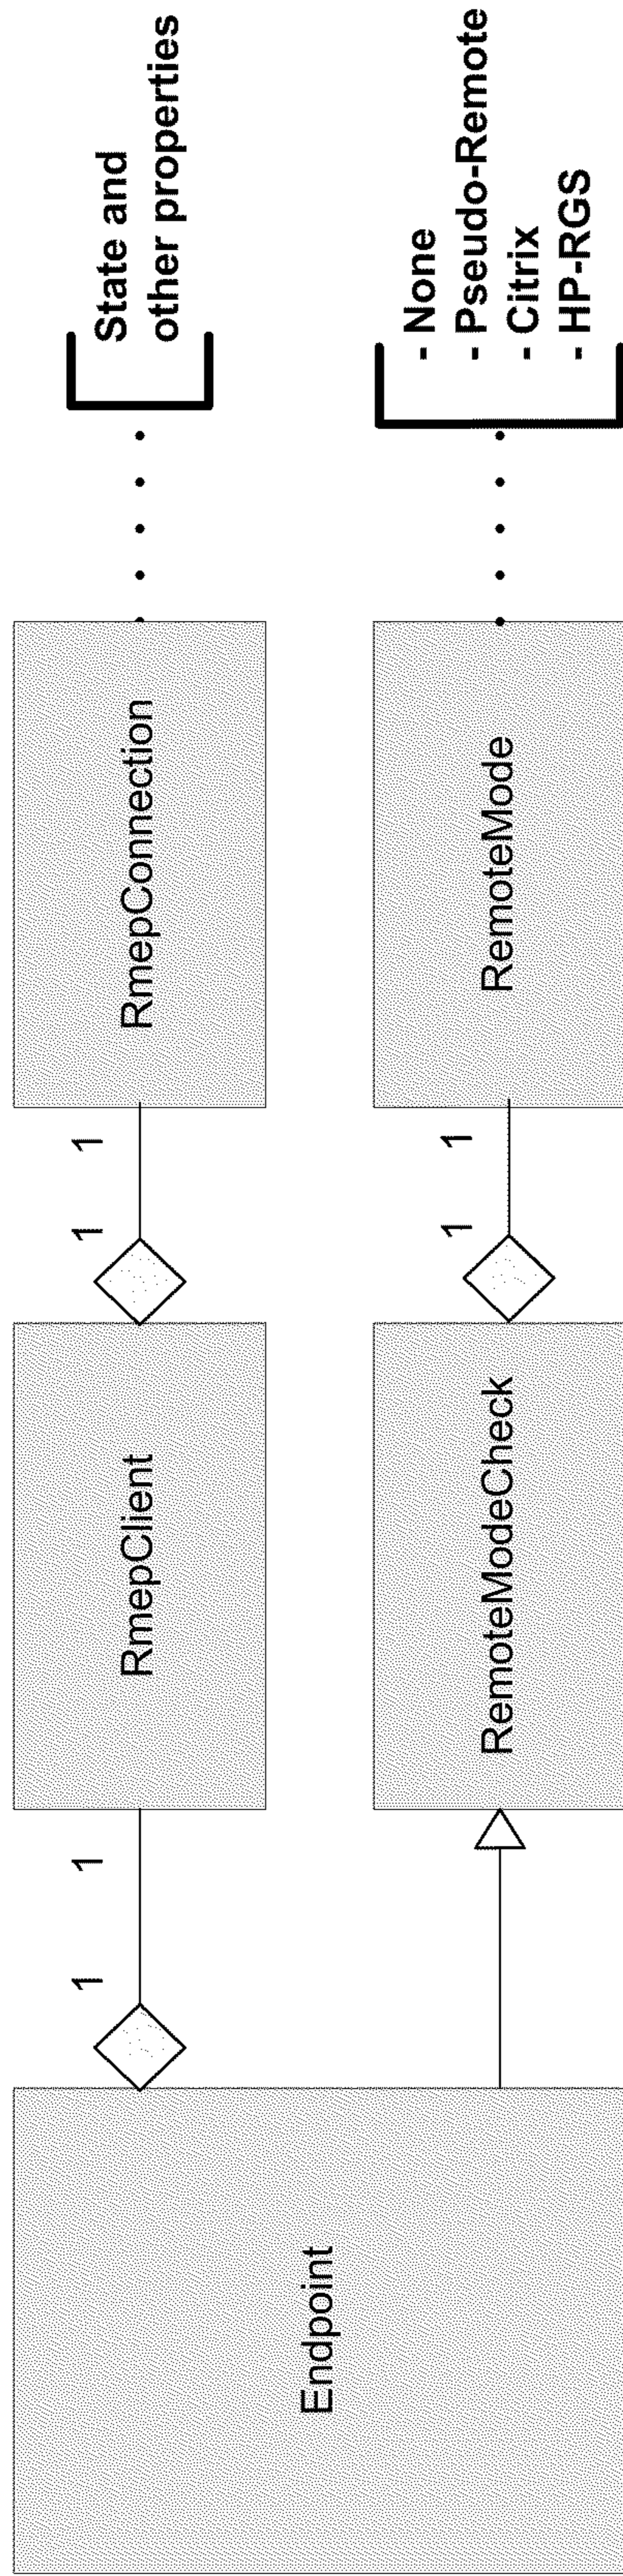 Endpoint
1
1
RmepClient
1
1
RmepConnection
State and
other properties
RemoteModeCheck
1
1
RemoteMode
- None
- Pseudo-Remote
- Citrix
- HP-RGS